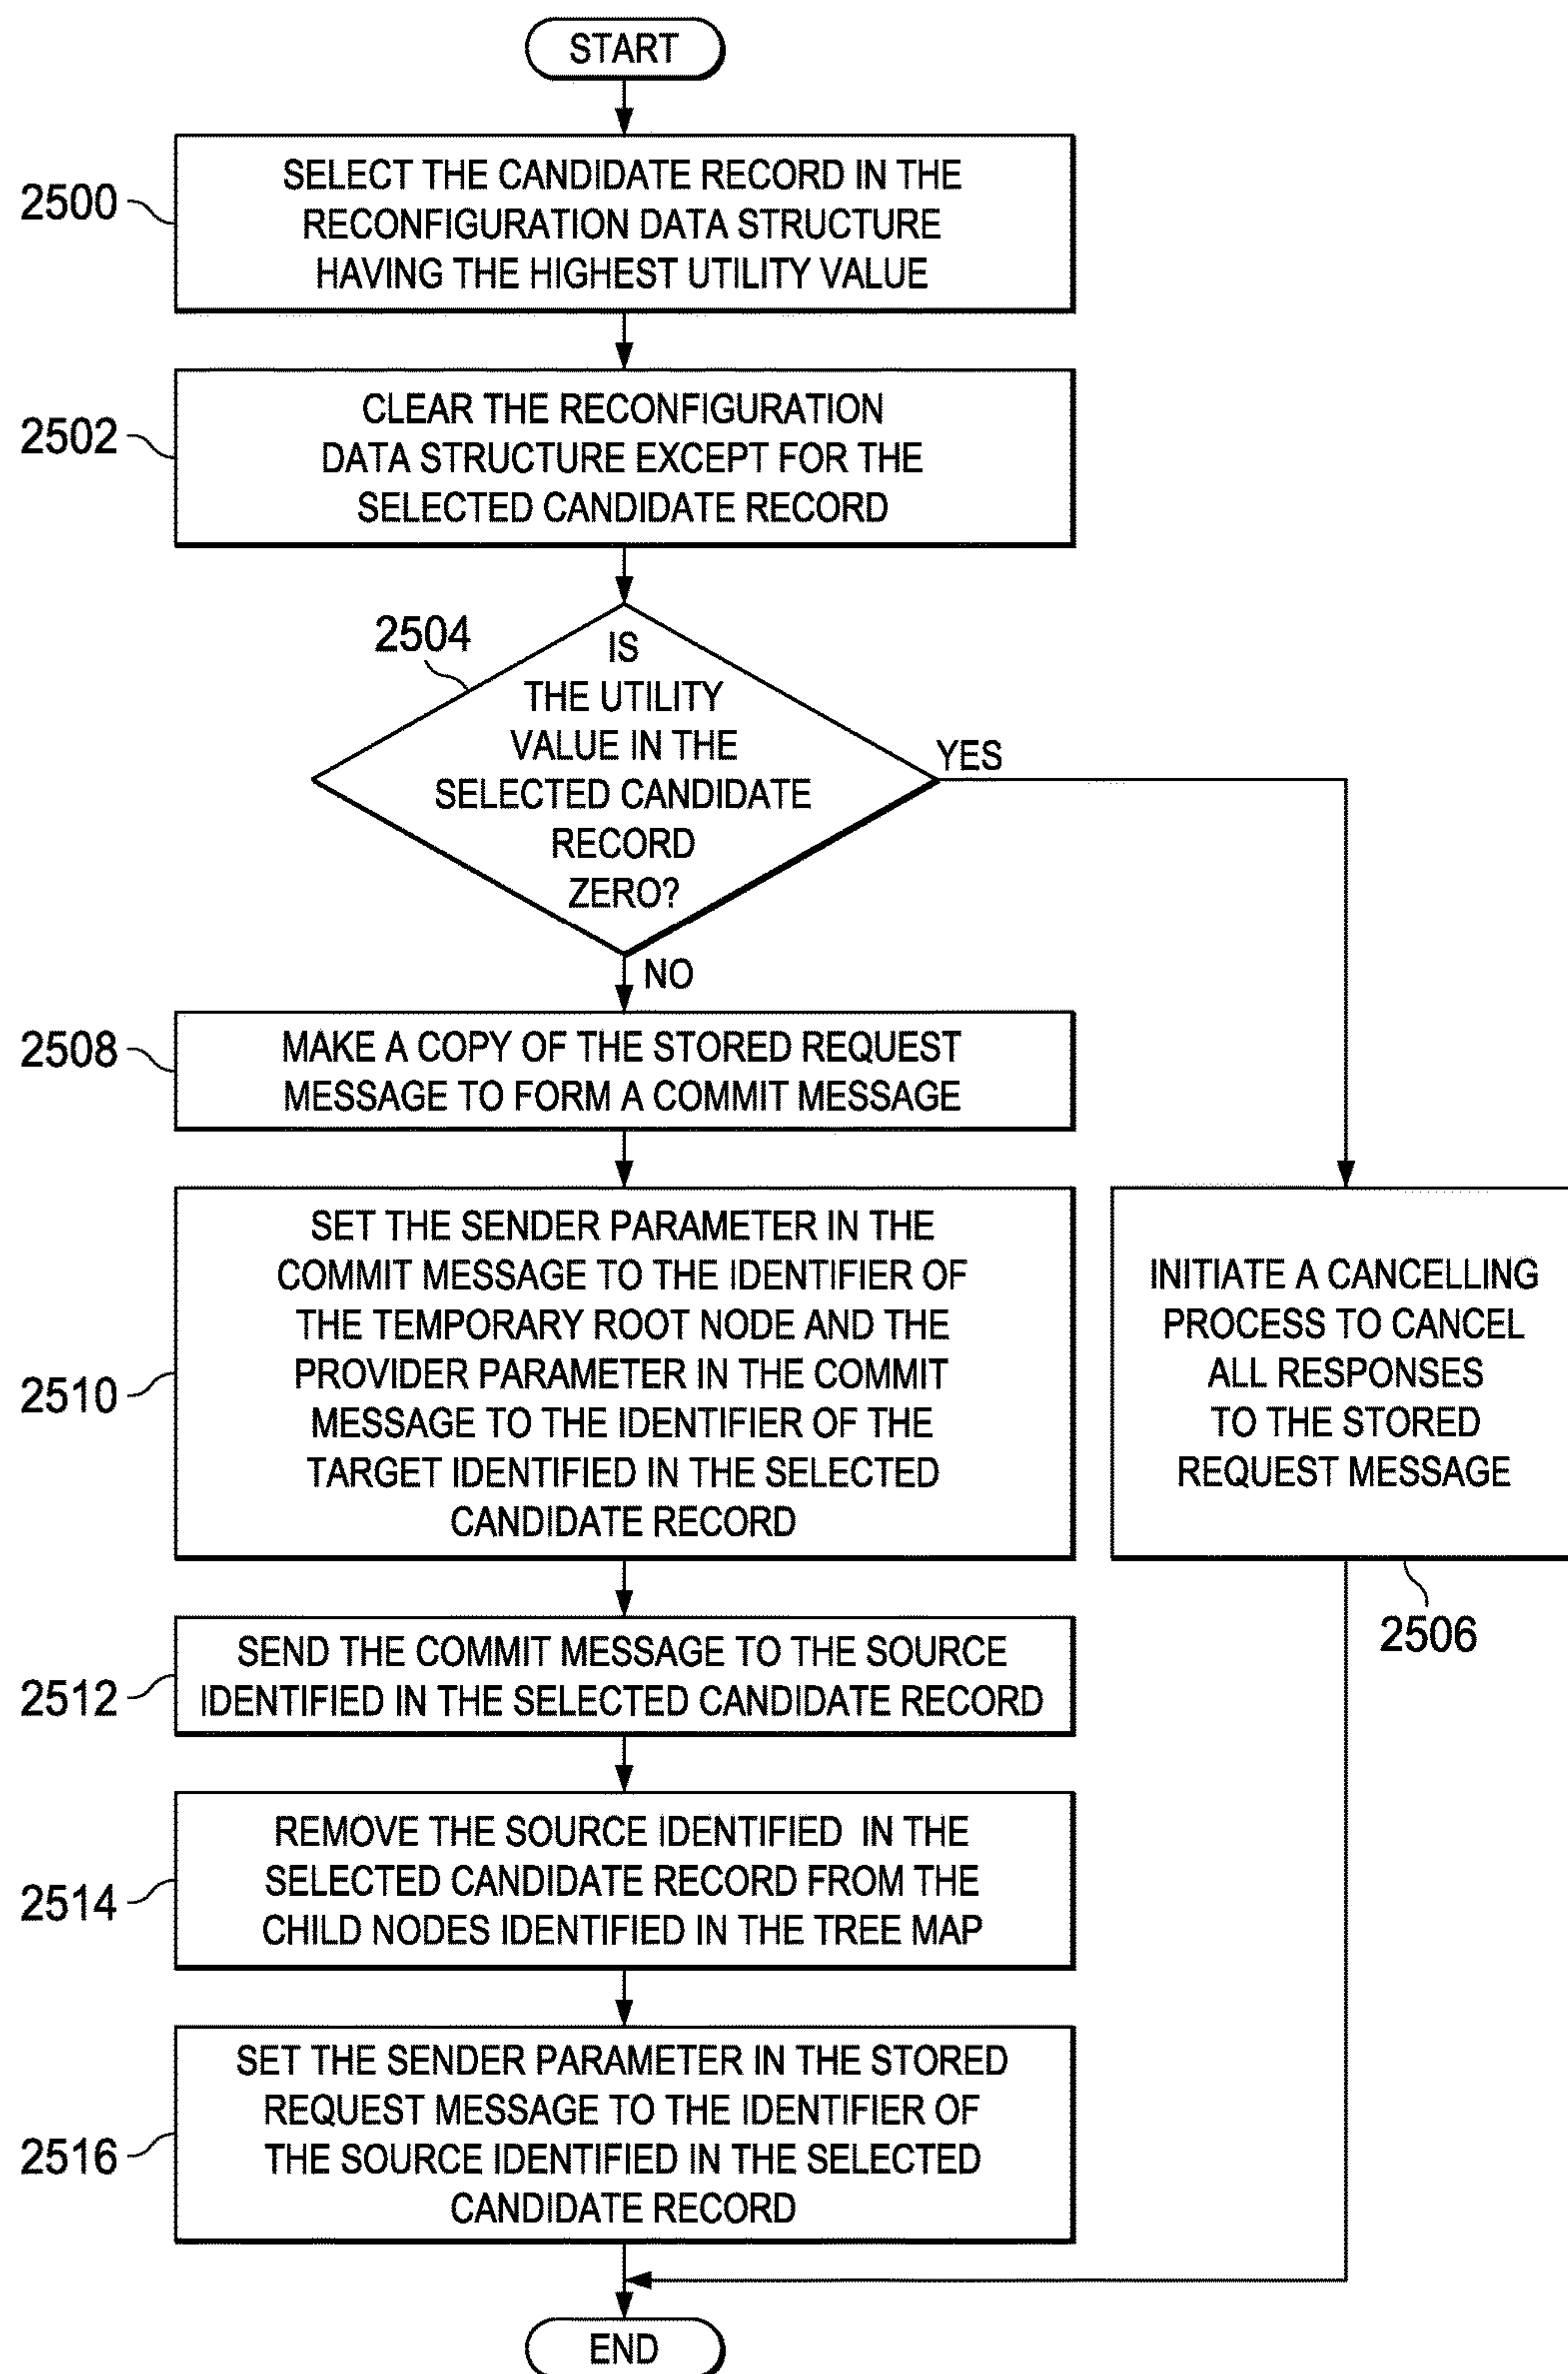 START
2500
SELECT THE CANDIDATE RECORD IN THE
RECONFIGURATION DATA STRUCTURE
HAVING THE HIGHEST UTILITY VALUE
2502
CLEAR THE RECONFIGURATION
DATA STRUCTURE EXCEPT FOR THE
SELECTED CANDIDATE RECORD
2504
IS
THE UTILITY
VALUE IN THE
SELECTED CANDIDATE
RECORD
ZERO?
YES
NO
2508
MAKE A COPY OF THE STORED REQUEST
MESSAGE TO FORM A COMMIT MESSAGE
2510
SET THE SENDER PARAMETER IN THE
COMMIT MESSAGE TO THE IDENTIFIER OF
THE TEMPORARY ROOT NODE AND THE
PROVIDER PARAMETER IN THE COMMIT
MESSAGE TO THE IDENTIFIER OF THE
TARGET IDENTIFIED IN THE SELECTED
CANDIDATE RECORD
INITIATE A CANCELLING
PROCESS TO CANCEL
ALL RESPONSES
TO THE STORED
REQUEST MESSAGE
2506
2512
SEND THE COMMIT MESSAGE TO THE SOURCE
IDENTIFIED IN THE SELECTED CANDIDATE RECORD
2514
REMOVE THE SOURCE IDENTIFIED IN THE
SELECTED CANDIDATE RECORD FROM THE
CHILD NODES IDENTIFIED IN THE TREE MAP
2516
SET THE SENDER PARAMETER IN THE STORED
REQUEST MESSAGE TO THE IDENTIFIER OF
THE SOURCE IDENTIFIED IN THE SELECTED
CANDIDATE RECORD
END